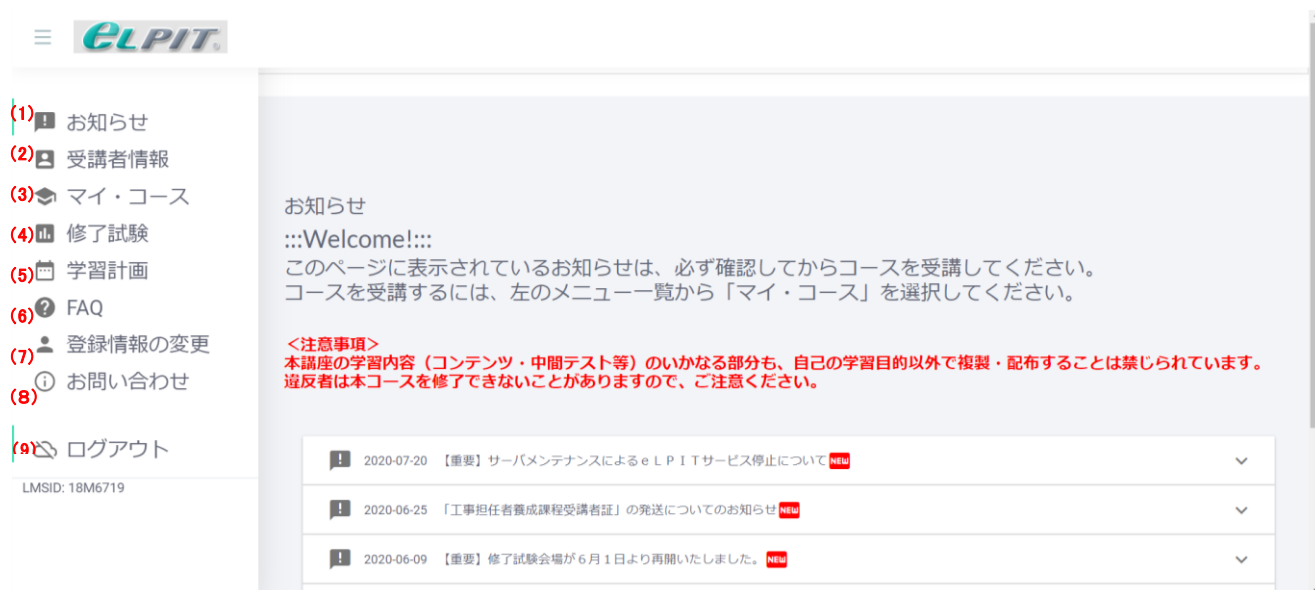 eLPIT
(1) お知らせ
(2) 受講者情報
(3) マイ・コース
(4) 修了試験
(5) 学習計画
(6) FAQ
(7) 登録情報の変更
(8) お問い合わせ
(9) ログアウト
LMSID: 18M6719
お知らせ
:::Welcome!:::
このページに表示されているお知らせは、必ず確認してからコースを受講してください。
コースを受講するには、左のメニュー一覧から「マイ・コース」を選択してください。
＜注意事項＞
本講座の学習内容（コンテンツ・中間テスト等）のいかなる部分も、自己の学習目的以外で複製・配布することは禁じられています。
違反者は本コースを修了できないことがありますので、ご注意ください。
2020-07-20 【重要】サーバメンテナンスによるｅＬＰＩＴサービス停止について NEW
2020-06-25 「工事担任者養成課程受講者証」の発送についてのお知らせ NEW
2020-06-09 【重要】修了試験会場が６月１日より再開いたしました。 NEW